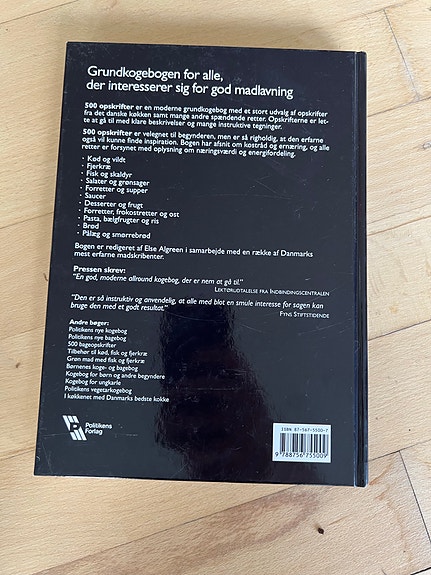 Grundkogebogen for alle,
der interesserer sig for god madlavning
500 opskrifter er en moderne grundkogebog med et stort udvalg af opskrifter
fra det danske køkken samt mange andre spændende retter. Opskrifterne er let-
te at gå til med klare beskrivelser og mange instruktive tegninger.
500 opskrifter er velegnet til begynderen, men er så righoldig, at den erfarne
også vil kunne finde inspiration. Bogen har afsnit om kostråd og ernæring, og alle
retter er forsynet med oplysning om næringsværdi og energifordeling.
· Kød og vildt
· Fjerkræ
· Fisk og skaldyr
· Salater og grønsager
· Forretter og supper
· Saucer
· Desserter og frugt
· Forretter, frokostretter og ost
· Pasta, bælgfrugter og ris
· Brød
· Pålæg og smørrebrød
Bogen er redigeret af Else Algreen i samarbejde med en række af Danmarks
mest erfarne madskribenter.
Pressen skrev:
"En god, moderne allround kogebog, der er nem at gå til."
Lektørudtalelse fra Indbindingscentralen
"Den er så instruktiv og anvendelig, at alle med blot en smule interesse for sagen kan
bruge den med et godt resultat."
Fyns Stiftstidende
Andre bøger:
Politikens nye kogebog
Politikens nye bagebog
500 bageopskrifter
Tilbehør til kød, fisk og fjerkræ
Grøn mad med fisk og fjerkræ
Børnenes koge- og bagebog
Kogebog for børn og andre begyndere
Kogebog for ungkarle
Politikens vegetarkogebog
I køkkenet med Danmarks bedste kokke
Politikens
Forlag
ISBN 87-567-5500-7
9 788756 755009